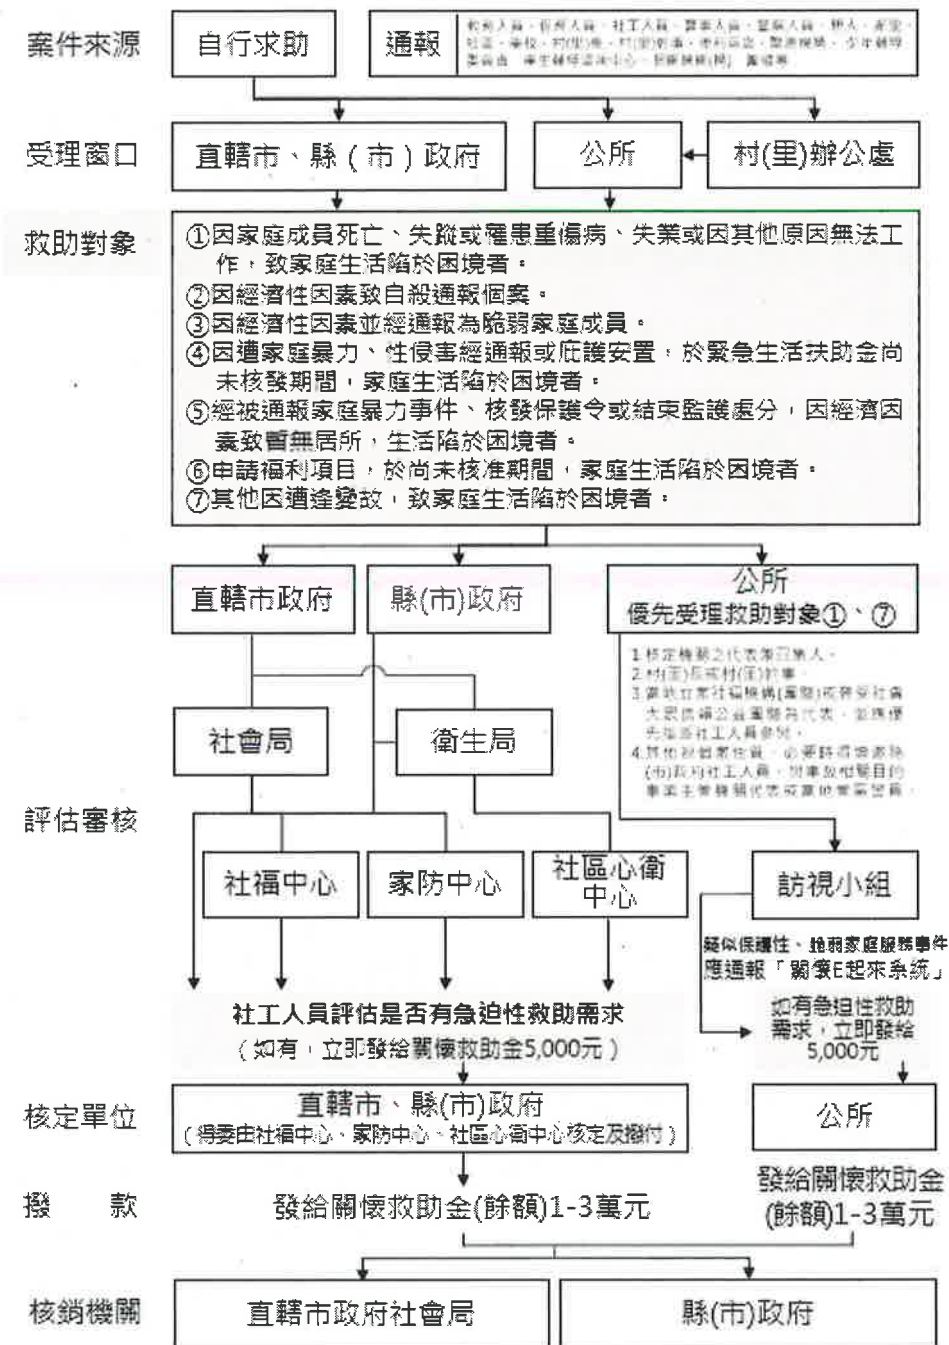 案件來源
自行求助
通報
受理窗口
直轄市、縣（市）政府
公所
村(里)辦公處
救助對象
①因家庭成員死亡、失蹤或罹患重傷病、失業或因其他原因無法工
作，致家庭生活陷於困境者。
②因經濟性因素致自殺通報個案。
③因經濟性因素並經通報為脆弱家庭成員。
④因遭家庭暴力、性侵害經通報或庇護安置，於緊急生活扶助金尚
未核發期間，家庭生活陷於困境者。
⑤經被通報家庭暴力事件、核發保護令或結束監護處分，因經濟因
素致暫無居所，生活陷於困境者。
⑥申請福利項目，於尚未核准期間，家庭生活陷於困境者。
⑦其他因遭逢變故，致家庭生活陷於困境者。
直轄市政府
縣(市)政府
公所
優先受理救助對象①、⑦
1.核定機關之代表兼召集人。
2.村(里)長或村(里)幹事。
社會局
衛生局
評估審核
社福中心
家防中心
社區心衛
中心
訪視小組
疑似保護性、脆弱家庭服務事件
應通報「關懷E起來系統」
社工人員評估是否有急迫性救助需求
（如有，立即發給關懷救助金5,000元）
如有急迫性救助
需求，立即發給
5,000元
核定單位
直轄市、縣(市)政府
（得委由社福中心、家防中心、社區心衛中心核定及撥付）
公所
撥　款
發給關懷救助金(餘額)1-3萬元
發給關懷救助金
(餘額)1-3萬元
核銷機關
直轄市政府社會局
縣(市)政府